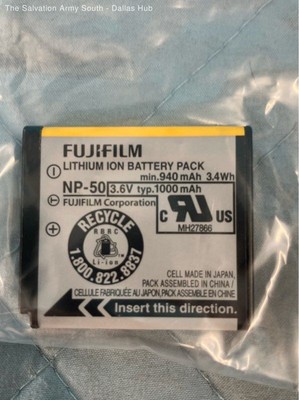 The Salvation Army South - Dallas Hub
FUJIFILM
LITHIUM ION BATTERY PACK
min. 940 mAh 3.4Wh
NP-50 3.6V typ. 1000 mAh
FUJIFILM Corporation
C RU US
MH27866
RECYCLE
RBRC
Li-ion
1.800.822.8837
CELL MADE IN JAPAN,
PACK ASSEMBLED IN CHINA /
CELLULE FABRIQUÉE AU JAPON, PACK ASSEMBLÉ EN CHINE
Insert this direction.